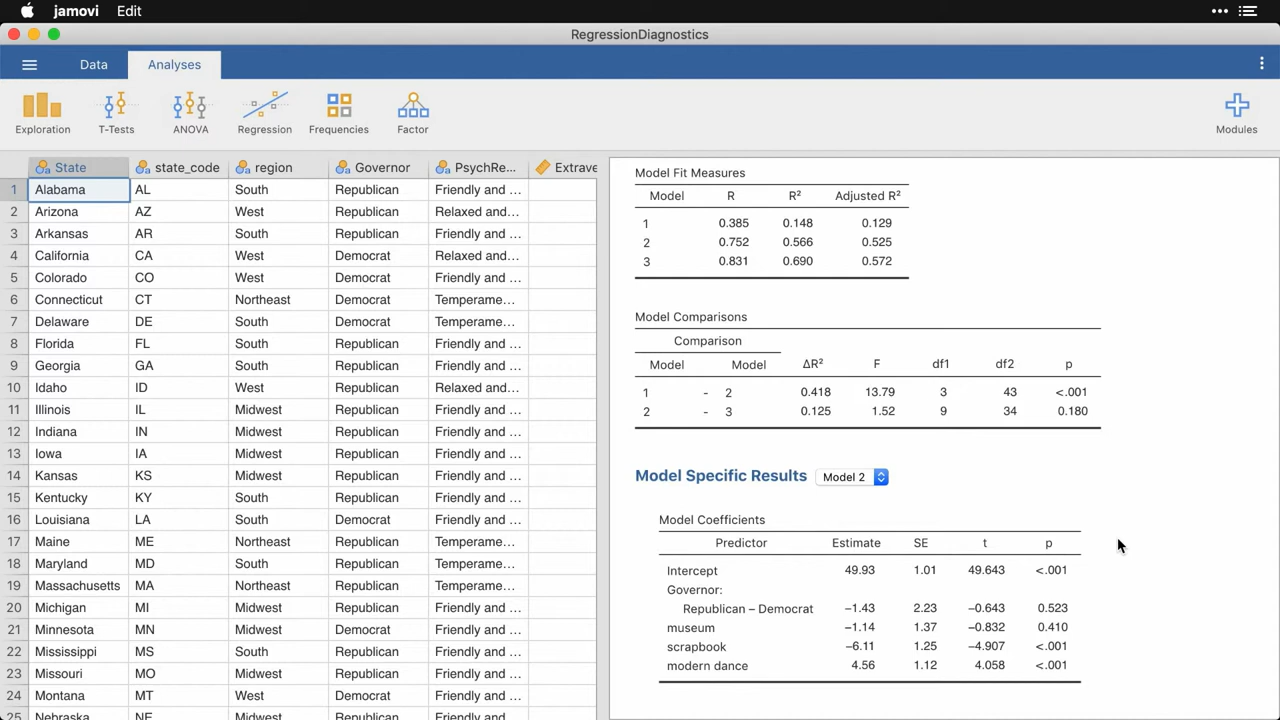 jamovi Edit
RegressionDiagnostics
Data Analyses
Exploration T-Tests ANOVA Regression Frequencies Factor Modules
State state_code region Governor PsychRe... Extrave
1 Alabama AL South Republican Friendly and ...
2 Arizona AZ West Republican Relaxed and...
3 Arkansas AR South Republican Friendly and ...
4 California CA West Democrat Relaxed and...
5 Colorado CO West Democrat Friendly and ...
6 Connecticut CT Northeast Democrat Temperame...
7 Delaware DE South Democrat Temperame...
8 Florida FL South Republican Friendly and ...
9 Georgia GA South Republican Friendly and ...
10 Idaho ID West Republican Relaxed and...
11 Illinois IL Midwest Republican Friendly and ...
12 Indiana IN Midwest Republican Friendly and ...
13 Iowa IA Midwest Republican Friendly and ...
14 Kansas KS Midwest Republican Friendly and ...
15 Kentucky KY South Republican Friendly and ...
16 Louisiana LA South Democrat Friendly and ...
17 Maine ME Northeast Republican Temperame...
18 Maryland MD South Republican Temperame...
19 Massachusetts MA Northeast Republican Temperame...
20 Michigan MI Midwest Republican Friendly and ...
21 Minnesota MN Midwest Democrat Friendly and ...
22 Mississippi MS South Republican Friendly and ...
23 Missouri MO Midwest Republican Friendly and ...
24 Montana MT West Democrat Friendly and ...
25 Nebraska NE Midwest Republican Friendly and ...
Model Fit Measures
Model R R² Adjusted R²
1 0.385 0.148 0.129
2 0.752 0.566 0.525
3 0.831 0.690 0.572
Model Comparisons
Comparison
Model Model ΔR² F df1 df2 p
1 - 2 0.418 13.79 3 43 <.001
2 - 3 0.125 1.52 9 34 0.180
Model Specific Results Model 2
Model Coefficients
Predictor Estimate SE t p
Intercept 49.93 1.01 49.643 <.001
Governor:
Republican – Democrat −1.43 2.23 −0.643 0.523
museum −1.14 1.37 −0.832 0.410
scrapbook −6.11 1.25 −4.907 <.001
modern dance 4.56 1.12 4.058 <.001